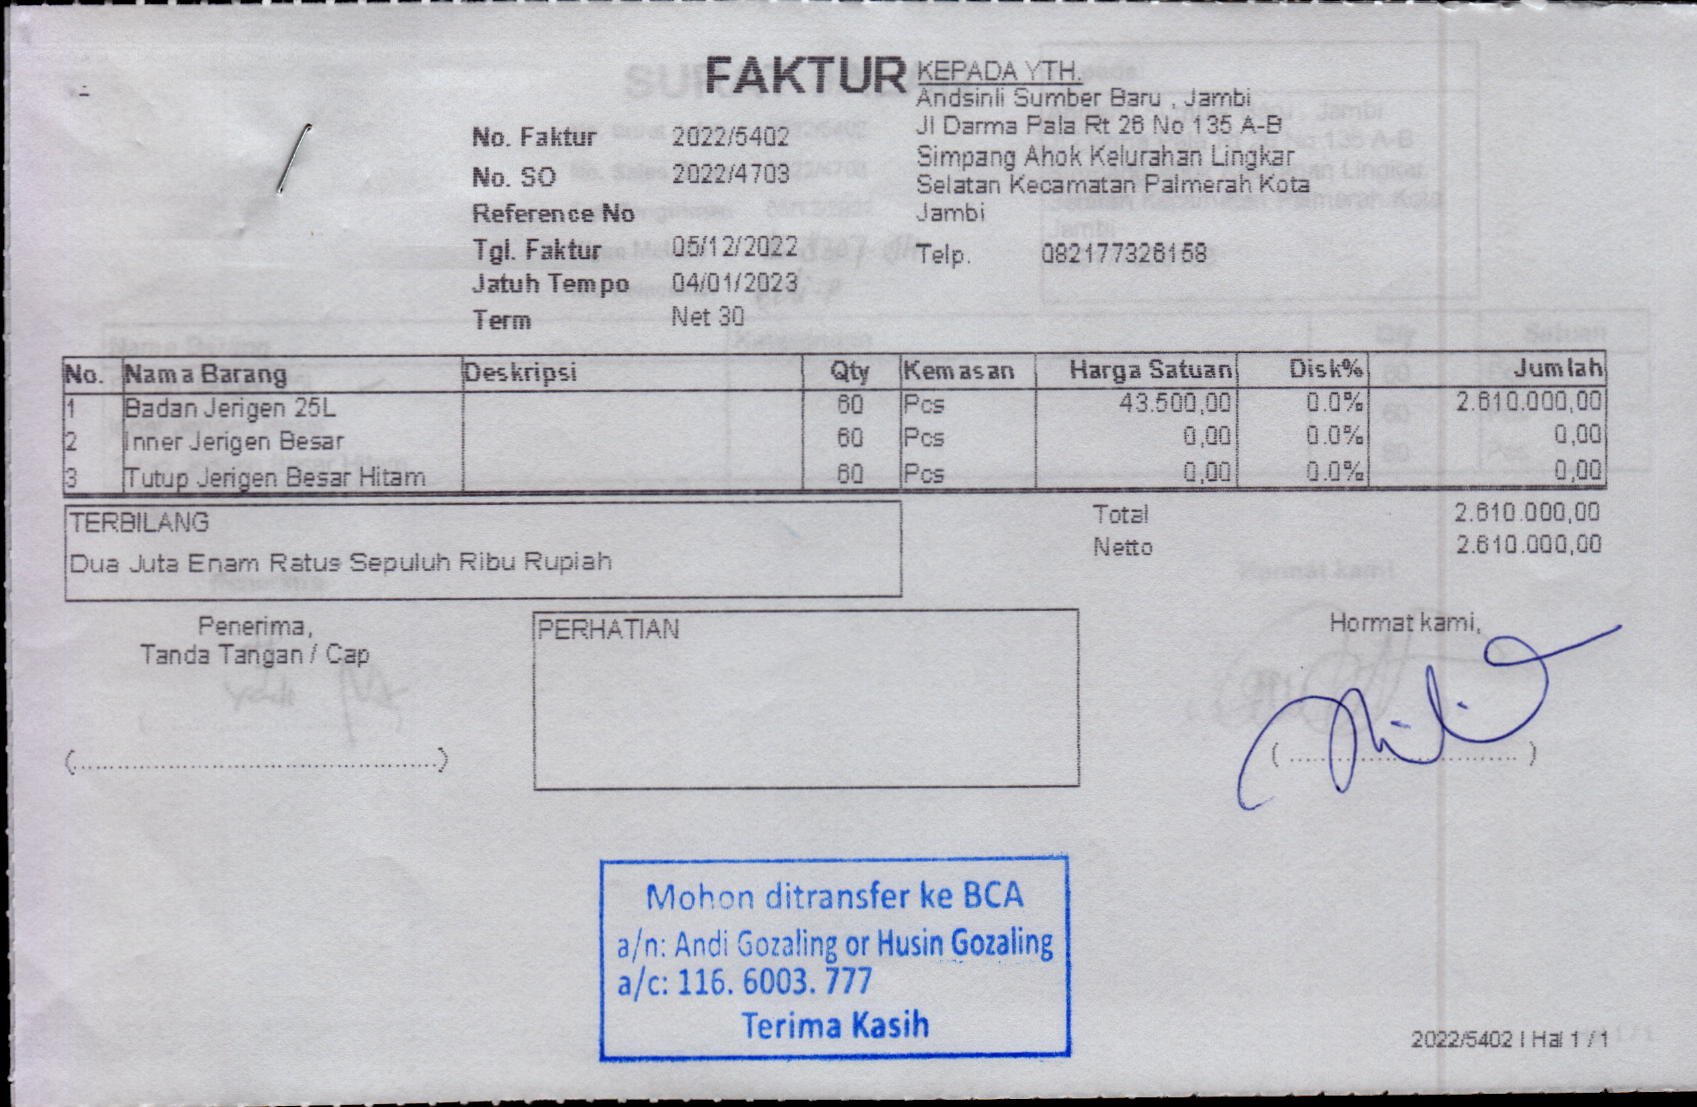 FAKTUR
KEPADA YTH.
Andsinli Sumber Baru , Jambi
Jl Darma Pala Rt 26 No 135 A-B
Simpang Ahok Kelurahan Lingkar
Selatan Kecamatan Palmerah Kota
Jambi
Telp. 082177326158
No. Faktur 2022/5402
No. SO 2022/4703
Reference No
Tgl. Faktur 05/12/2022
Jatuh Tempo 04/01/2023
Term Net 30
No. Nama Barang Deskripsi Qty Kemasan Harga Satuan Disk% Jumlah
1 Badan Jerigen 25L 60 Pcs 43.500,00 0.0% 2.610.000,00
2 Inner Jerigen Besar 60 Pcs 0,00 0.0% 0,00
3 Tutup Jerigen Besar Hitam 60 Pcs 0,00 0.0% 0,00
TERBILANG
Dua Juta Enam Ratus Sepuluh Ribu Rupiah
Total 2.610.000,00
Netto 2.610.000,00
Penerima,
Tanda Tangan / Cap
(............................................)
PERHATIAN
Hormat kami,
(............................)
Mohon ditransfer ke BCA
a/n: Andi Gozaling or Husin Gozaling
a/c: 116. 6003. 777
Terima Kasih
2022/5402 | Hal 1 / 1